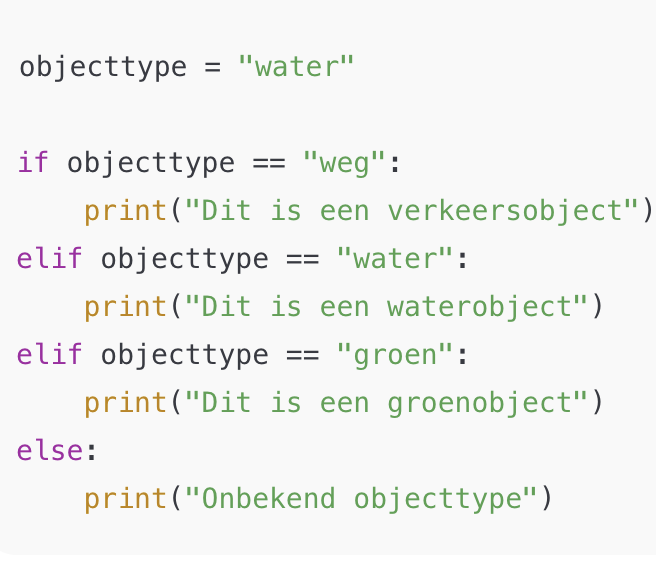 objecttype = "water"
if objecttype == "weg":
    print("Dit is een verkeersobject")
elif objecttype == "water":
    print("Dit is een waterobject")
elif objecttype == "groen":
    print("Dit is een groenobject")
else:
    print("Onbekend objecttype")